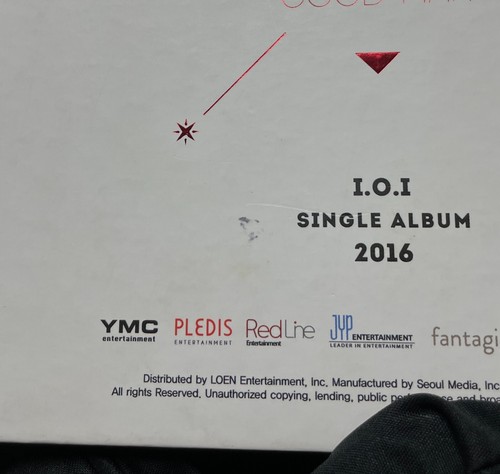 I.O.I
SINGLE ALBUM
2016
YMC entertainment
PLEDIS ENTERTAINMENT
RedLine Entertainment
JYP ENTERTAINMENT
LEADER IN ENTERTAINMENT
fantagi
Distributed by LOEN Entertainment, Inc, Manufactured by Seoul Media, Inc
All rights Reserved, Unauthorized copying, lending, public